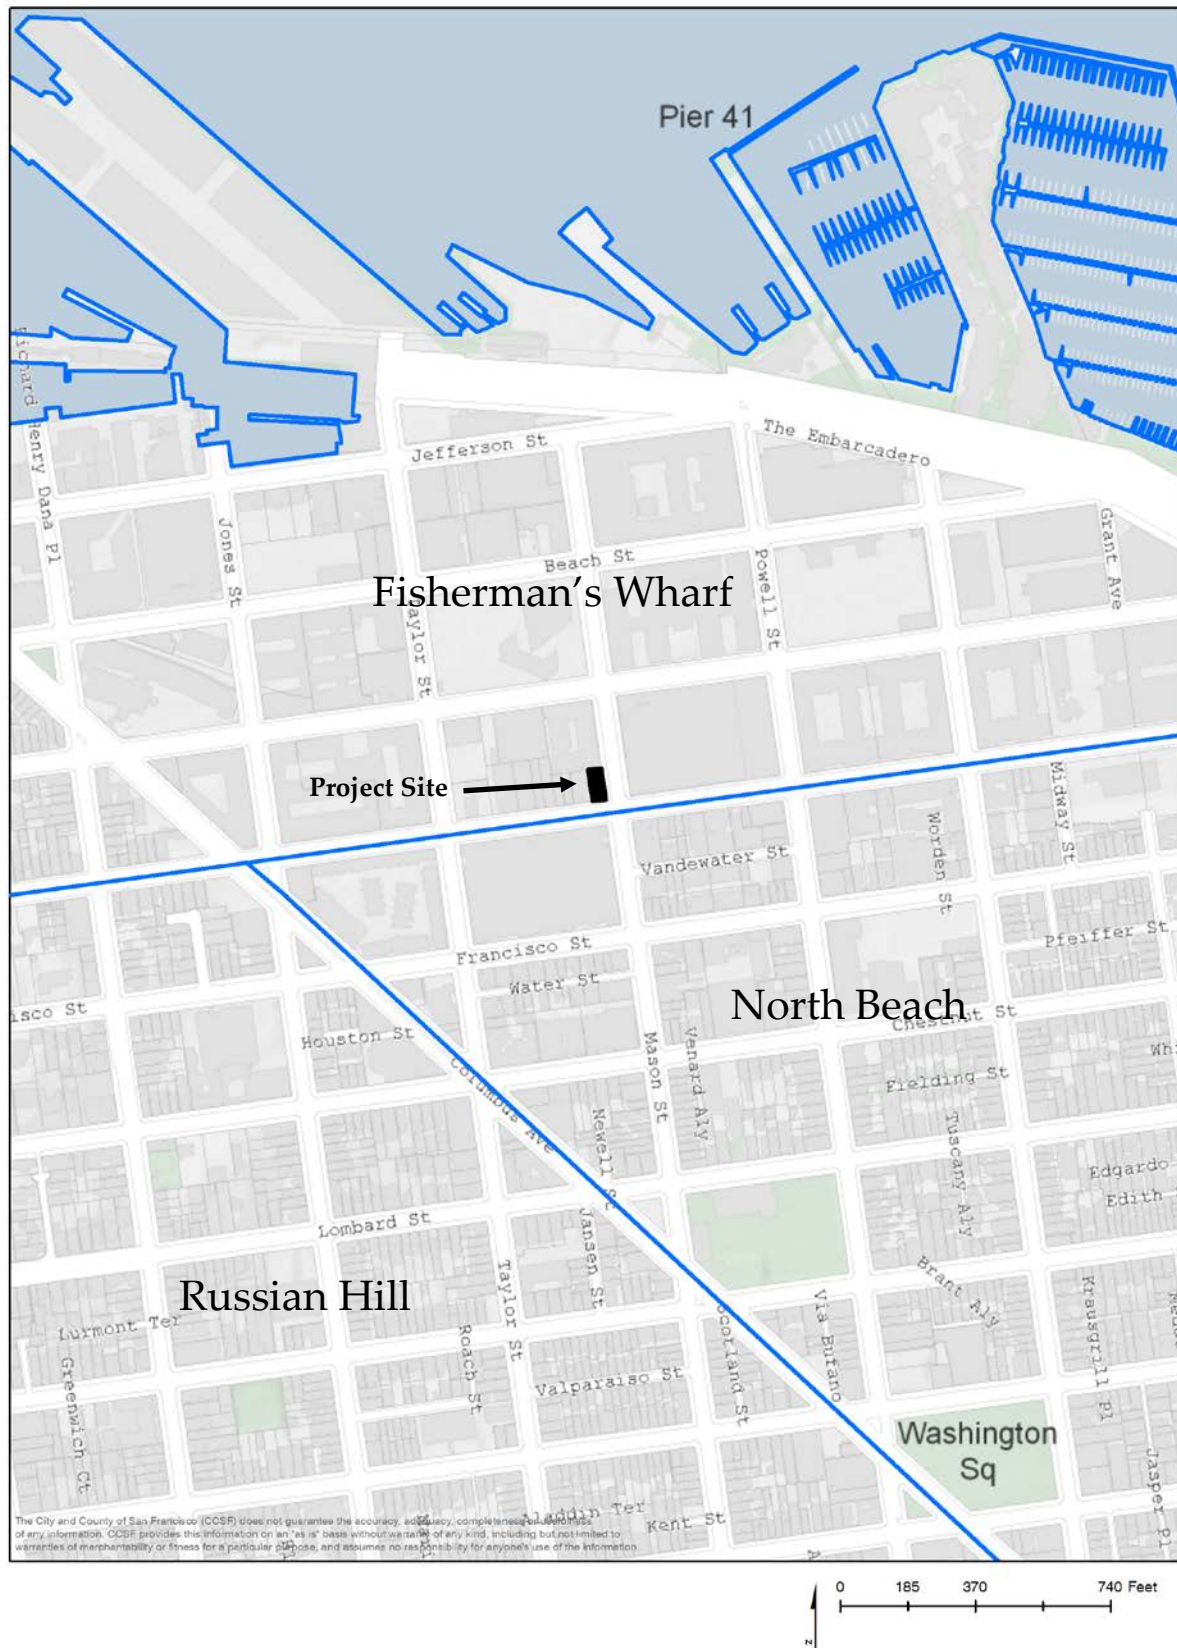 Pier 41
The Embarcadero
Jefferson St
Richard Henry Dana Pl
Jones St
Grant Ave
Beach St
Powell St
Fisherman's Wharf
Taylor St
Project Site
Midway St
Worden St
Vandewater St
Pfeiffer St
Francisco St
Water St
North Beach
isco St
Chestnut St
Houston St
Mason St
Venard Aly
Whi
Columbus Ave
Fielding St
Newell St
Tuscany Aly
Edgardo
Edith
Lombard St
Jansen St
Taylor St
Brant Aly
Russian Hill
Krausgrill Pl
Lurmont Ter
Via Bufano
Scotland St
Roach St
Greenwich Ct
Valparaiso St
Washington
Sq
Jasper Pl
Aladdin Ter
Kent St
The City and County of San Francisco (CCSF) does not guarantee the accuracy, adequacy, completeness or usefulness
of any information. CCSF provides this information on an "as is" basis without warranty of any kind, including but not limited to
warranties of merchantability or fitness for a particular purpose, and assumes no responsibility for anyone's use of the information
0 185 370 740 Feet
N